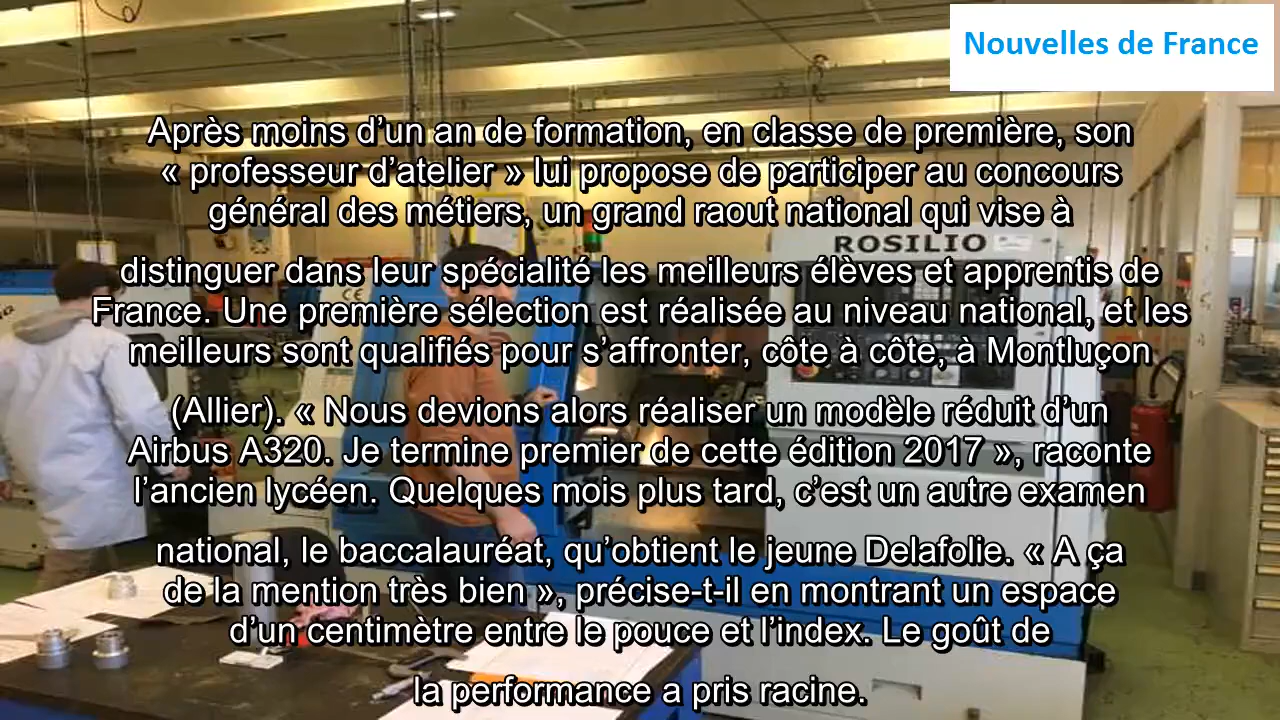 Nouvelles de France
Après moins d’un an de formation, en classe de première, son
« professeur d’atelier » lui propose de participer au concours
général des métiers, un grand raout national qui vise à
ROSILIO
distinguer dans leur spécialité les meilleurs élèves et apprentis de
France. Une première sélection est réalisée au niveau national, et les
meilleurs sont qualifiés pour s’affronter, côte à côte, à Montluçon
(Allier). « Nous devions alors réaliser un modèle réduit d’un
Airbus A320. Je termine premier de cette édition 2017 », raconte
l’ancien lycéen. Quelques mois plus tard, c’est un autre examen
national, le baccalauréat, qu’obtient le jeune Delafolie. « A ça
de la mention très bien », précise-t-il en montrant un espace
d’un centimètre entre le pouce et l’index. Le goût de
la performance a pris racine.